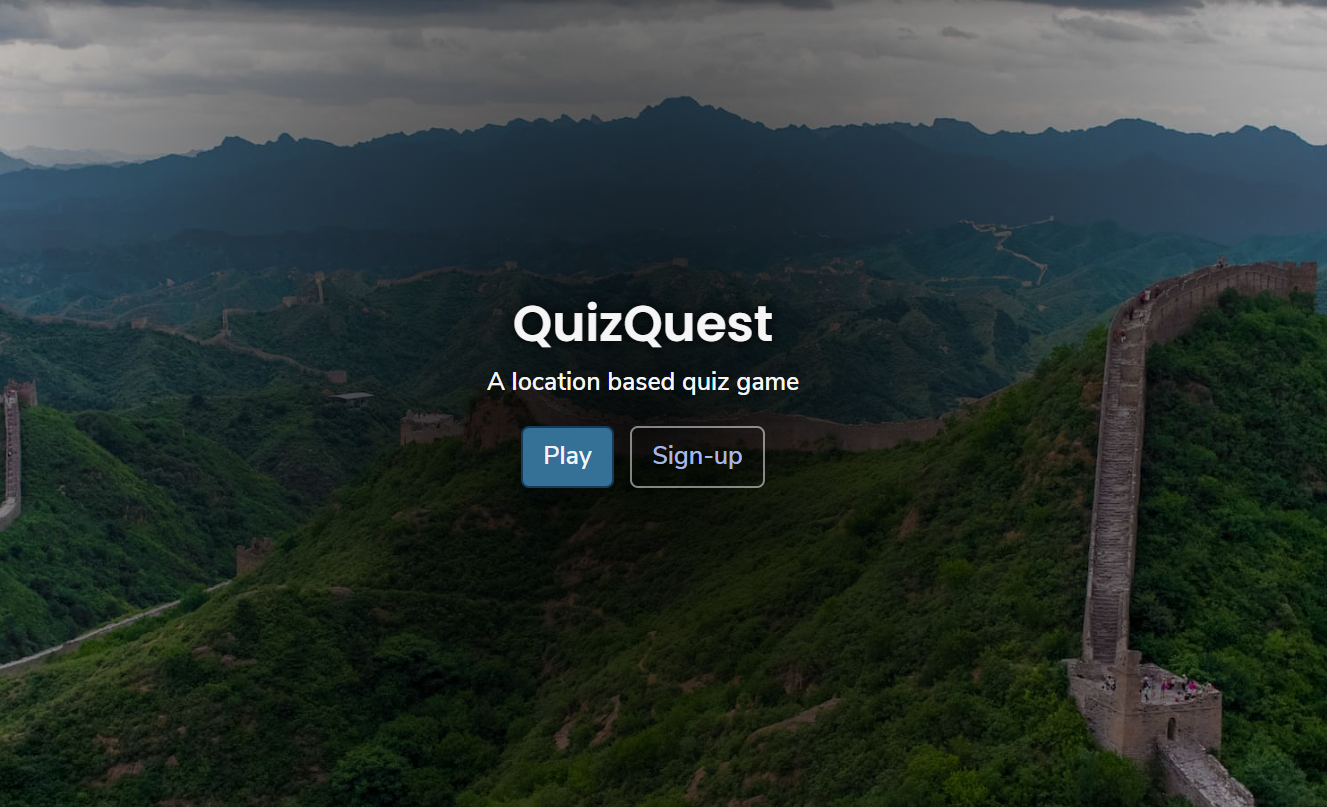 QuizQuest
A location based quiz game
Play
Sign-up